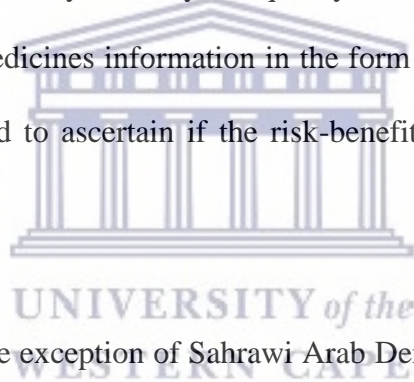 edicines information in the form
d to ascertain if the risk-benefit
UNIVERSITY of the
e exception of Sahrawi Arab De
WESTERN CAPE